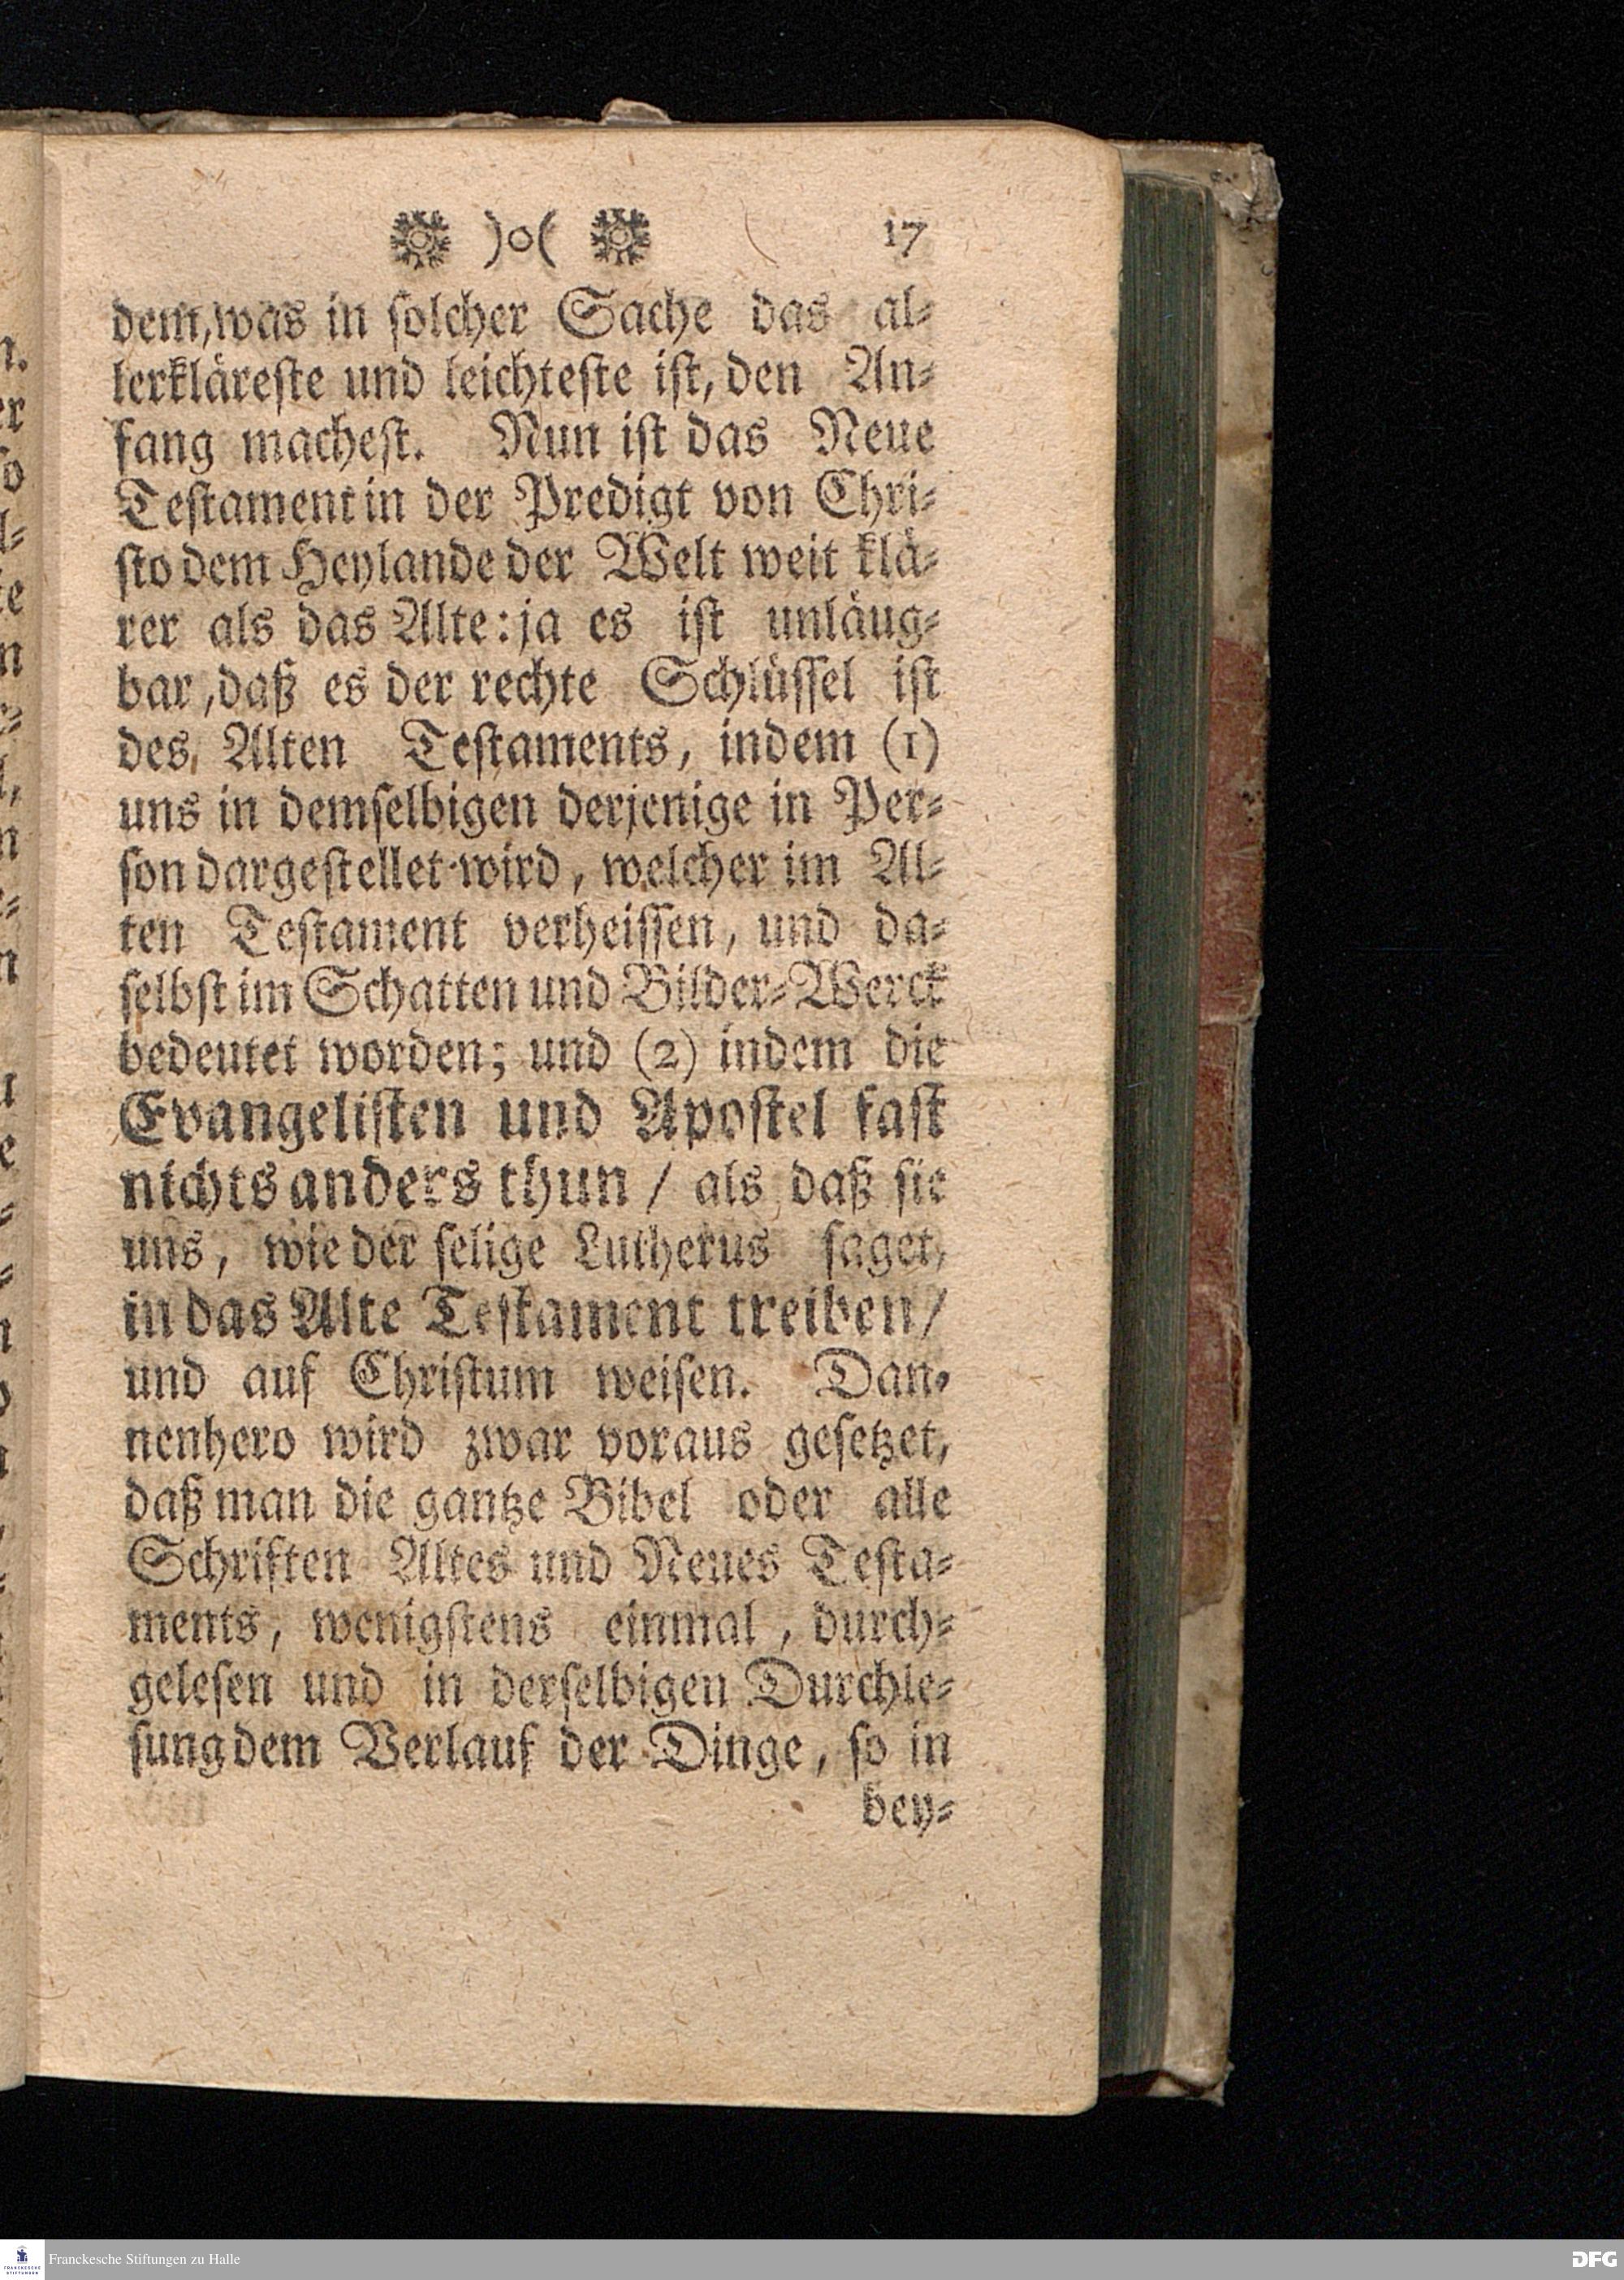 )o( 17
dem, was in ſolcher Sache das al⸗
lerkläreſte und leichteſte iſt, den An⸗
fang macheſt. Nun iſt das Neue
Teſtament in der Predigt von Chri⸗
ſto dem Heylande der Welt weit klä⸗
rer als das Alte: ja es iſt unläug⸗
bar, daß es der rechte Schlüſſel iſt
des Alten Teſtaments, indem (1)
uns in demſelbigen derjenige in Per⸗
ſon dargeſtellet wird, welcher im Al⸗
ten Teſtament verheiſſen, und da⸗
ſelbſt im Schatten und Bilder⸗Werck
bedeutet worden; und (2) indem die
Evangeliſten und Apoſtel faſt
nichts anders thun / als daß ſie
uns, wie der ſelige Lutherus ſaget,
in das Alte Teſtament treiben /
und auf Chriſtum weiſen. Dan⸗
nenhero wird zwar voraus geſetzet,
daß man die gantze Bibel oder alle
Schriften Altes und Neues Teſta⸗
ments, wenigſtens einmal, durch⸗
geleſen und in derſelbigen Durchle⸗
ſung dem Verlauf der Dinge, ſo in
bey⸗
Franckesche Stiftungen zu Halle
DFG